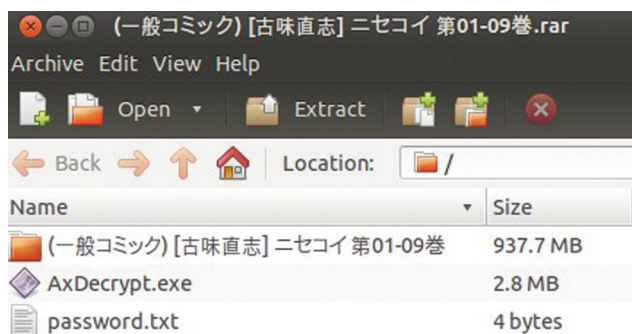 (一般コミック) [古味直志] ニセコイ 第01-09巻.rar
Archive Edit View Help
Open Extract
Back Location: /
Name Size
(一般コミック) [古味直志] ニセコイ 第01-09巻 937.7 MB
AxDecrypt.exe 2.8 MB
password.txt 4 bytes